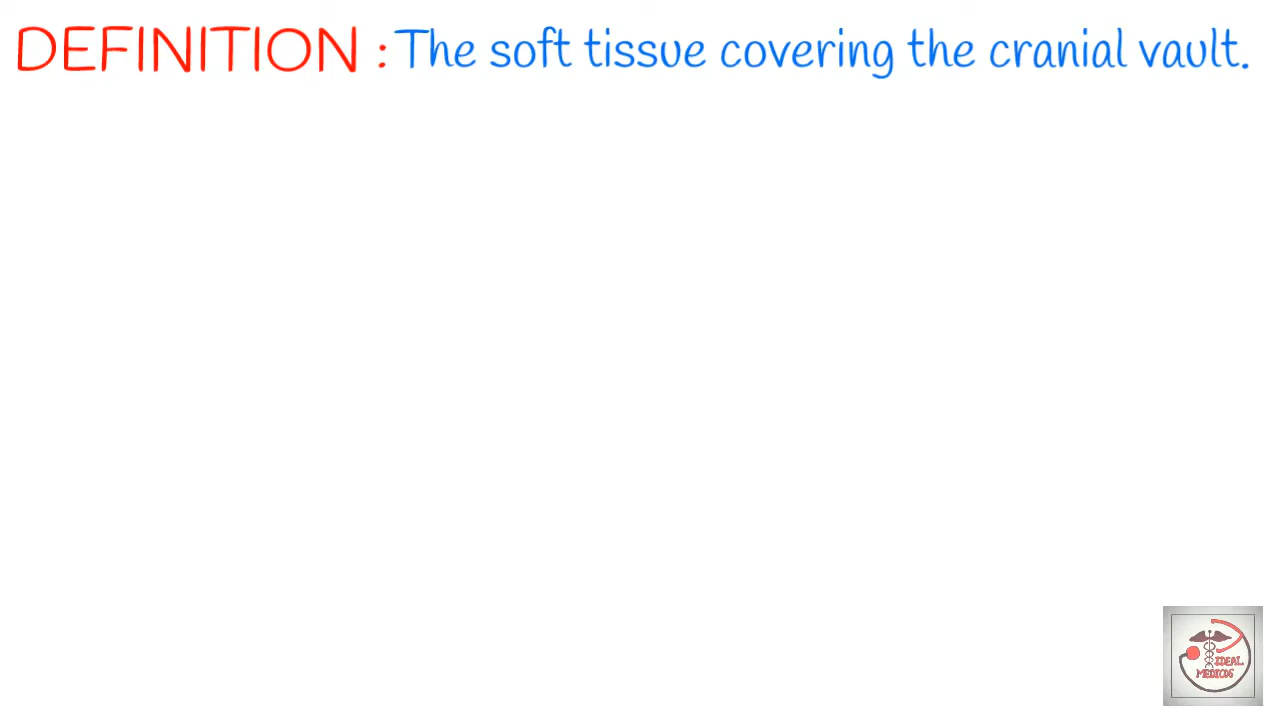 DEFINITION : The soft tissue covering the cranial vault.
IDEAL
MEDICOS